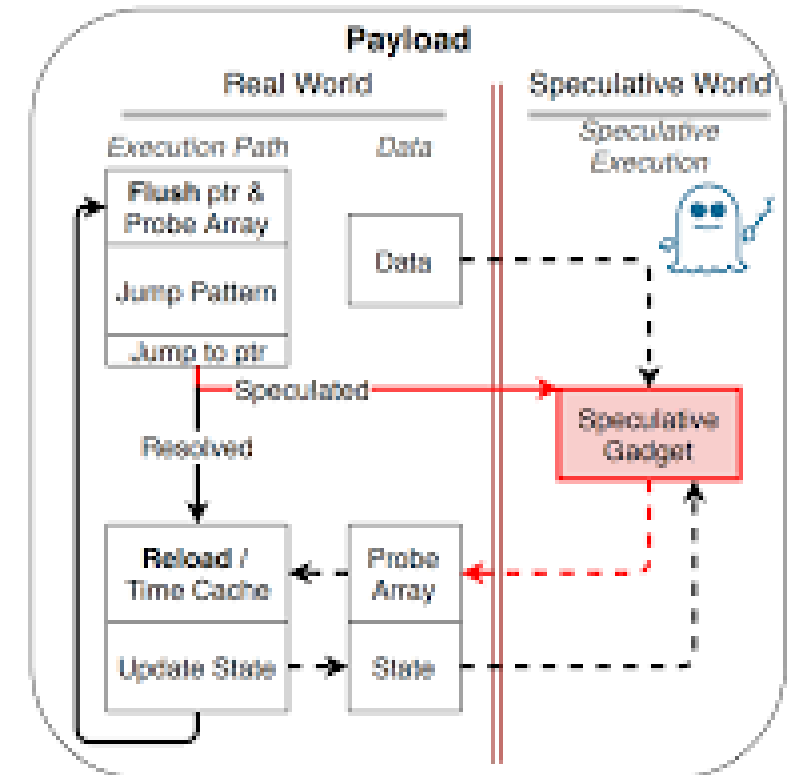 Payload
Real World
Speculative World
Execution Path
Data
Speculative
Execution
Flush ptr &
Probe Array
Data
Jump Pattern
Jump to ptr
Speculated
Speculative
Gadget
Resolved
Reload /
Time Cache
Probe
Array
Update State
State